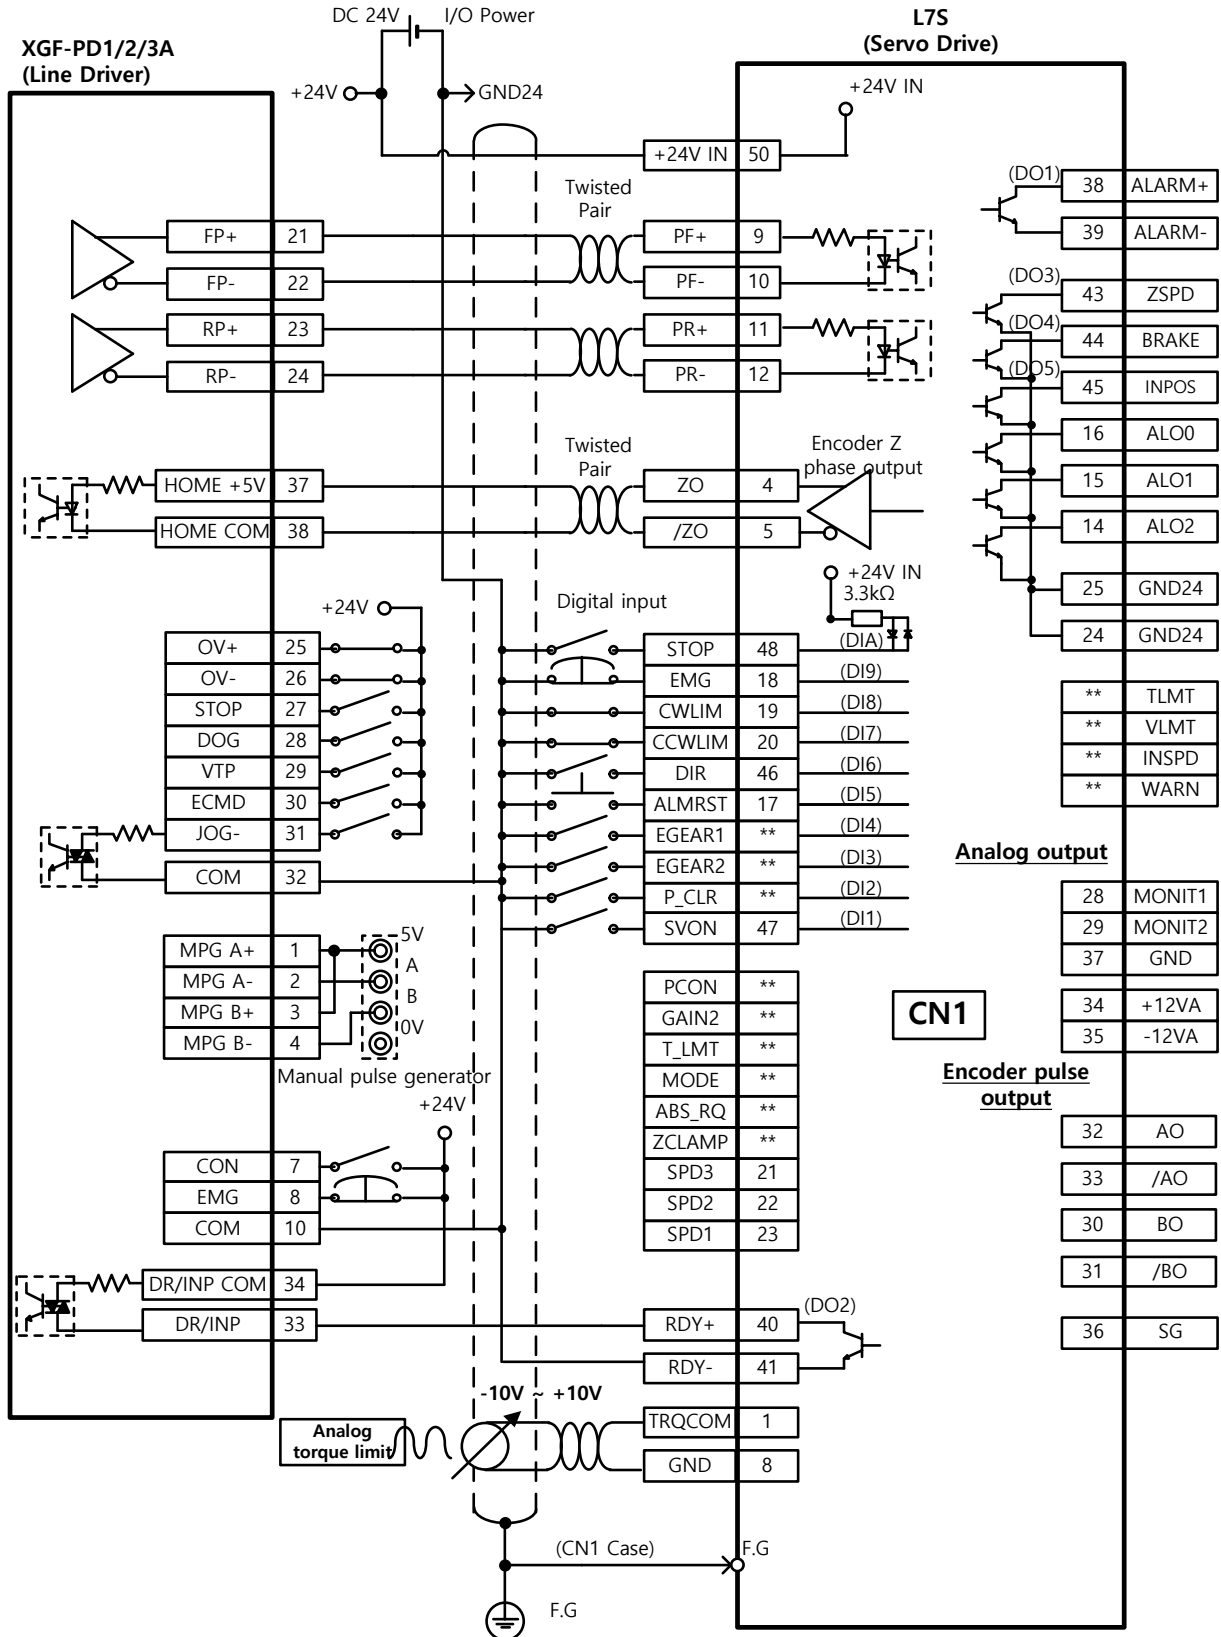 DC 24V
I/O Power
L7S
(Servo Drive)
XGF-PD1/2/3A
(Line Driver)
+24V
GND24
+24V IN
+24V IN 50
Twisted
Pair
FP+ 21
FP- 22
RP+ 23
RP- 24
PF+ 9
PF- 10
PR+ 11
PR- 12
(DO1)
38 ALARM+
39 ALARM-
(DO3)
43 ZSPD
(DO4)
44 BRAKE
(DO5)
45 INPOS
16 ALO0
15 ALO1
14 ALO2
25 GND24
24 GND24
Twisted
Pair
HOME +5V 37
HOME COM 38
ZO 4
/ZO 5
Encoder Z
phase output
+24V IN
3.3kΩ
+24V
Digital input
OV+ 25
OV- 26
STOP 27
DOG 28
VTP 29
ECMD 30
JOG- 31
COM 32
STOP 48 (DIA)
EMG 18 (DI9)
CWLIM 19 (DI8)
CCWLIM 20 (DI7)
DIR 46 (DI6)
ALMRST 17 (DI5)
EGEAR1 ** (DI4)
EGEAR2 ** (DI3)
P_CLR ** (DI2)
SVON 47 (DI1)
** TLMT
** VLMT
** INSPD
** WARN
Analog output
28 MONIT1
29 MONIT2
37 GND
34 +12VA
35 -12VA
MPG A+ 1
MPG A- 2
MPG B+ 3
MPG B- 4
5V
A
B
0V
Manual pulse generator
PCON **
GAIN2 **
T_LMT **
MODE **
ABS_RQ **
ZCLAMP **
SPD3 21
SPD2 22
SPD1 23
CN1
Encoder pulse
output
32 AO
33 /AO
30 BO
31 /BO
36 SG
+24V
CON 7
EMG 8
COM 10
DR/INP COM 34
DR/INP 33
RDY+ 40
RDY- 41
(DO2)
-10V ~ +10V
Analog
torque limit
TRQCOM 1
GND 8
(CN1 Case)
F.G
F.G